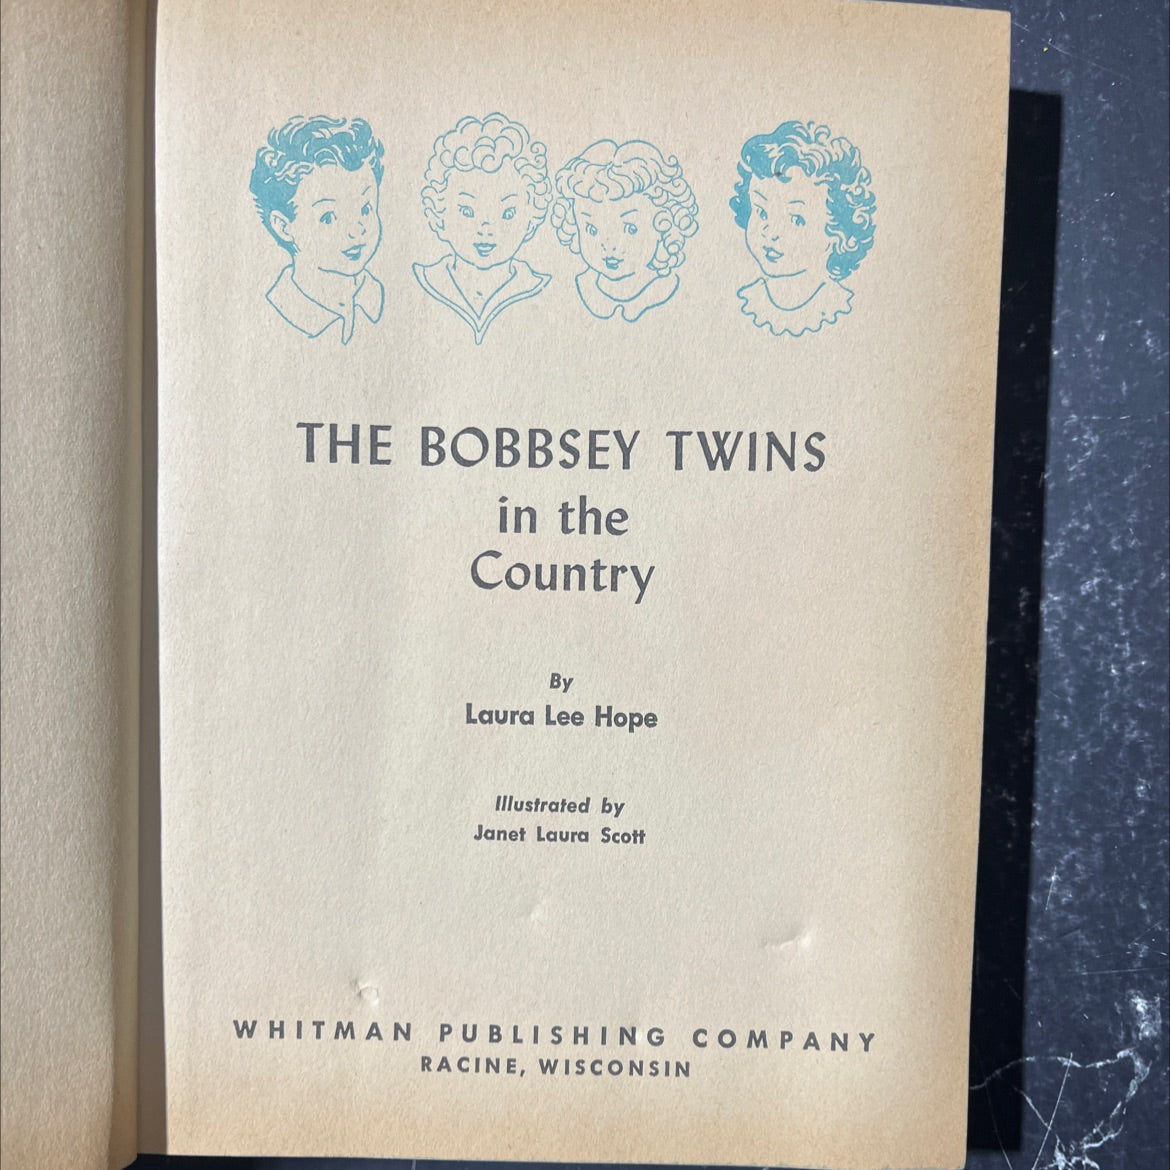 THE BOBBSEY TWINS
in the
Country
By
Laura Lee Hope
Illustrated by
Janet Laura Scott
WHITMAN PUBLISHING COMPANY
RACINE, WISCONSIN